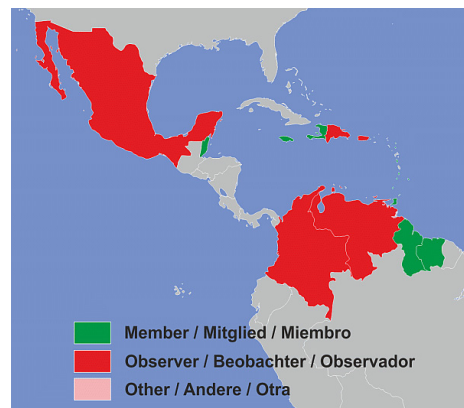 Member / Mitglied / Miembro
Observer / Beobachter / Observador
Other / Andere / Otra